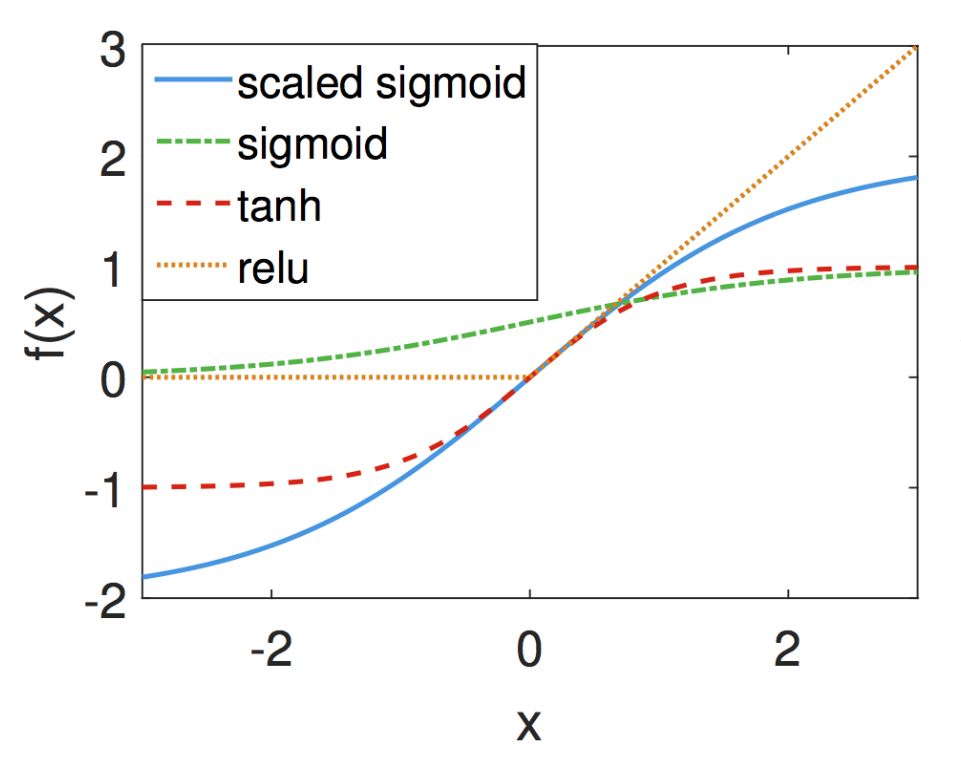 3
scaled sigmoid
sigmoid
2
tanh
1
relu
f(x)
0
-1
-2
-2 0 2
x